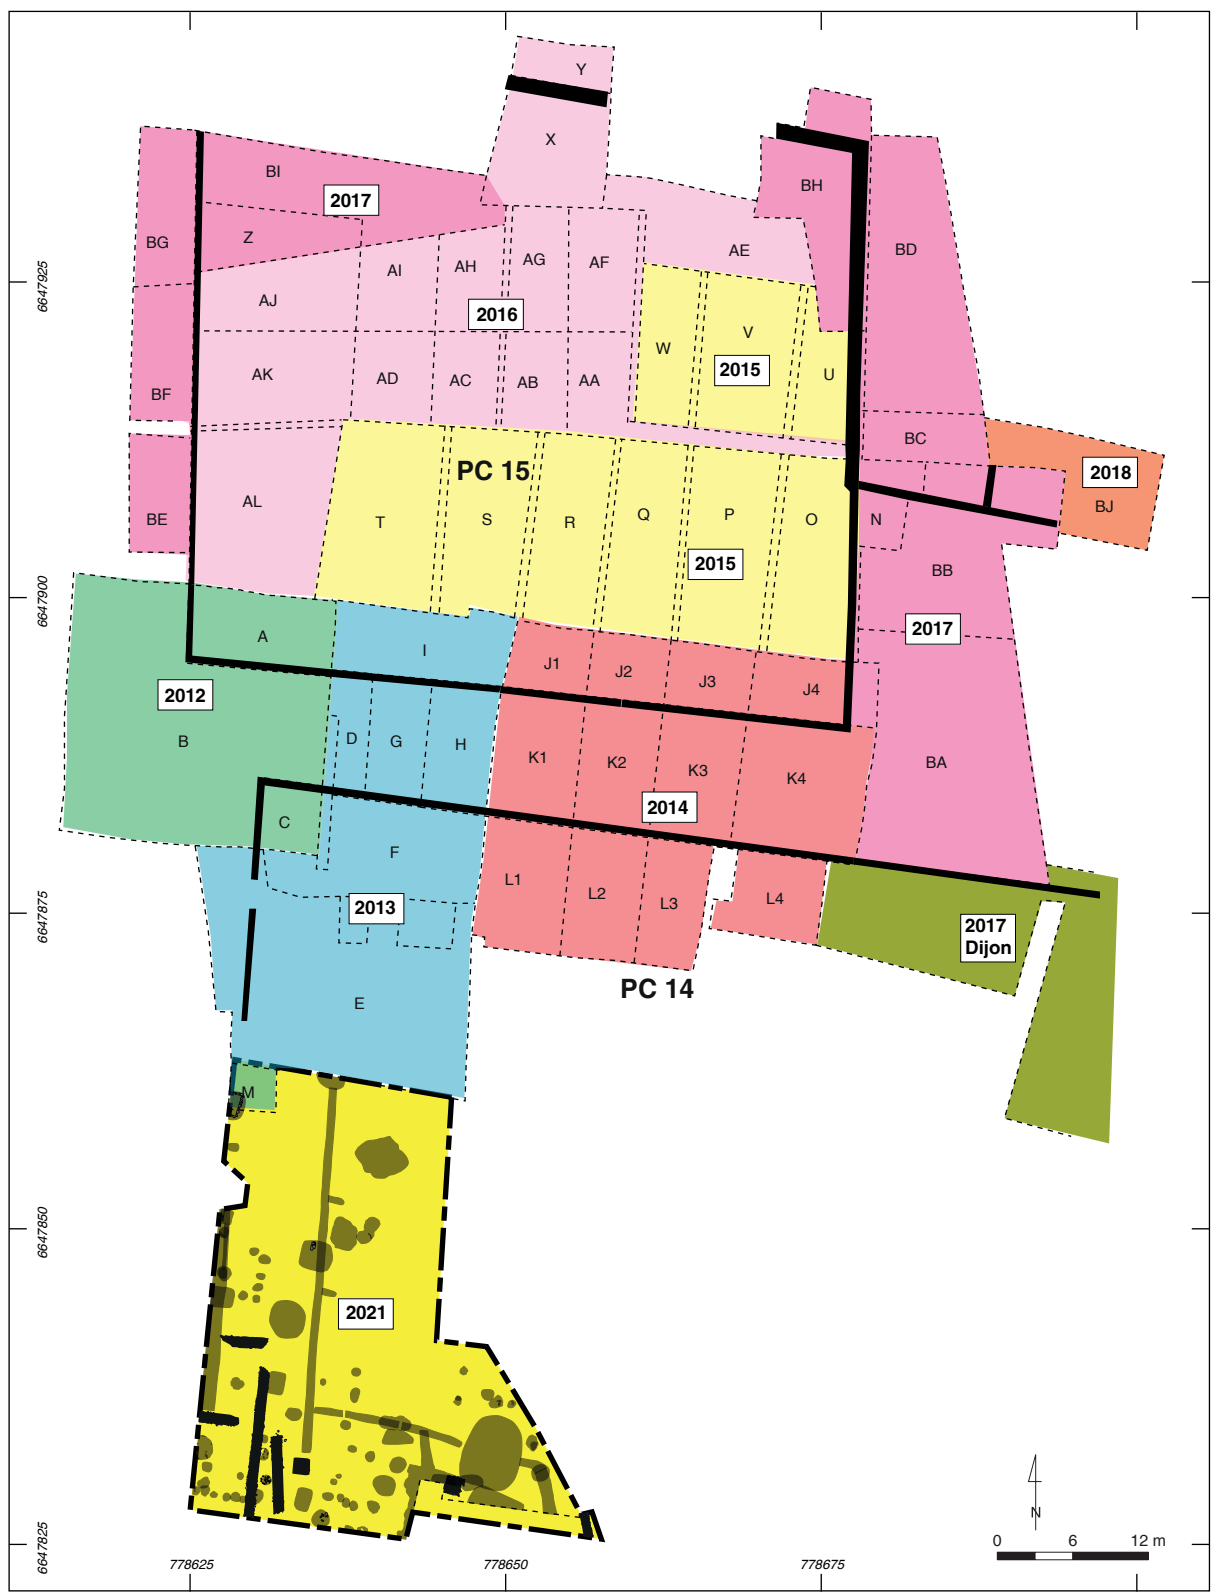 Y
X
BI
2017
BH
BG
Z
AI
AH
AG
AF
AE
BD
6647925
AJ
2016
W
V
2015
U
AK
AD
AC
AB
AA
BF
BC
PC 15
2018
BJ
AL
BE
T
S
R
Q
P
O
N
2015
BB
6647900
A
I
J1
J2
J3
J4
2017
2012
B
D
G
H
K1
K2
K3
K4
BA
2014
C
F
L1
L2
L3
L4
6647875
2013
2017
Dijon
PC 14
E
M
6647850
2021
N
0 6 12 m
6647825
778625 778650 778675